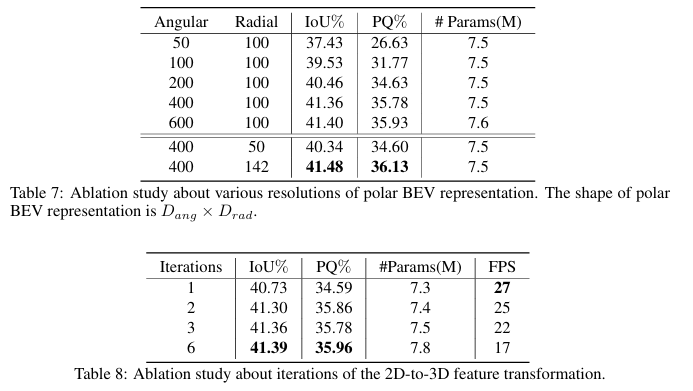 Angular Radial IoU% PQ% # Params(M)
50 100 37.43 26.63 7.5
100 100 39.53 31.77 7.5
200 100 40.46 34.63 7.5
400 100 41.36 35.78 7.5
600 100 41.40 35.93 7.6
400 50 40.34 34.60 7.5
400 142 41.48 36.13 7.5
Table 7: Ablation study about various resolutions of polar BEV representation. The shape of polar
BEV representation is D_{ang} × D_{rad}.
Iterations IoU% PQ% #Params(M) FPS
1 40.73 34.59 7.3 27
2 41.30 35.86 7.4 25
3 41.36 35.78 7.5 22
6 41.39 35.96 7.8 17
Table 8: Ablation study about iterations of the 2D-to-3D feature transformation.